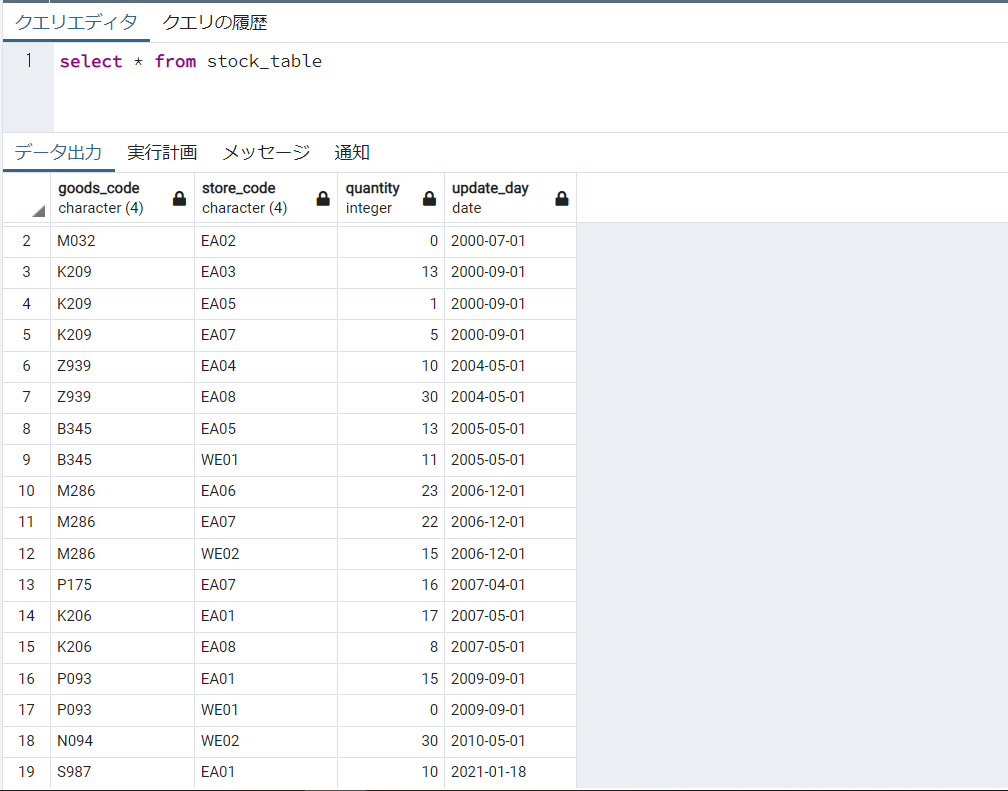 クエリエディタ クエリの履歴
1 select * from stock_table
データ出力 実行計画 メッセージ 通知
goods_code store_code quantity update_day
character (4) character (4) integer date
2 M032 EA02 0 2000-07-01
3 K209 EA03 13 2000-09-01
4 K209 EA05 1 2000-09-01
5 K209 EA07 5 2000-09-01
6 Z939 EA04 10 2004-05-01
7 Z939 EA08 30 2004-05-01
8 B345 EA05 13 2005-05-01
9 B345 WE01 11 2005-05-01
10 M286 EA06 23 2006-12-01
11 M286 EA07 22 2006-12-01
12 M286 WE02 15 2006-12-01
13 P175 EA07 16 2007-04-01
14 K206 EA01 17 2007-05-01
15 K206 EA08 8 2007-05-01
16 P093 EA01 15 2009-09-01
17 P093 WE01 0 2009-09-01
18 N094 WE02 30 2010-05-01
19 S987 EA01 10 2021-01-18